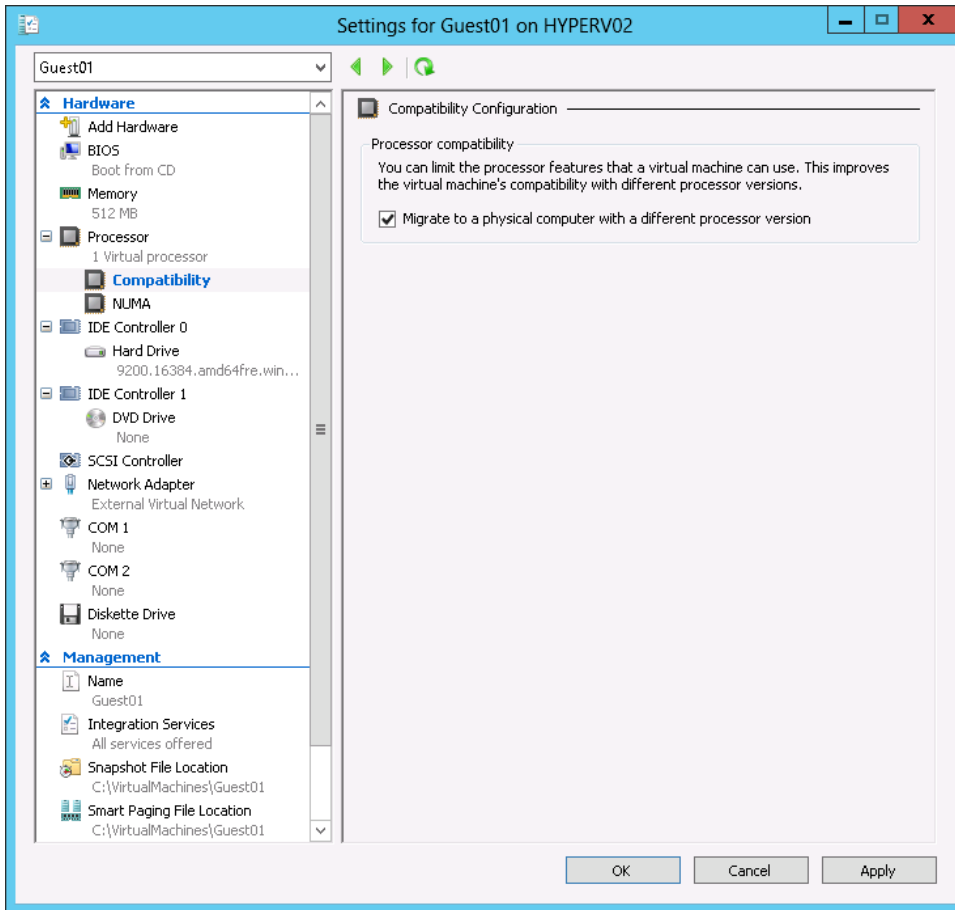 Settings for Guest01 on HYPERV02
Guest01
Hardware
Add Hardware
BIOS
Boot from CD
Memory
512 MB
Processor
1 Virtual processor
Compatibility
NUMA
IDE Controller 0
Hard Drive
9200.16384.amd64fre.win...
IDE Controller 1
DVD Drive
None
SCSI Controller
Network Adapter
External Virtual Network
COM 1
None
COM 2
None
Diskette Drive
None
Management
Name
Guest01
Integration Services
All services offered
Snapshot File Location
C:\VirtualMachines\Guest01
Smart Paging File Location
C:\VirtualMachines\Guest01
Compatibility Configuration
Processor compatibility
You can limit the processor features that a virtual machine can use. This improves
the virtual machine's compatibility with different processor versions.
Migrate to a physical computer with a different processor version
OK
Cancel
Apply